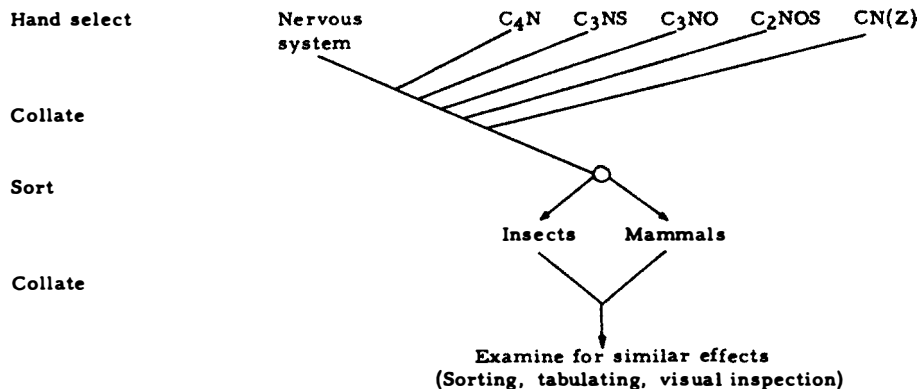 Hand select
Nervous system
C₄N C₃NS C₃NO C₂NOS CN(Z)
Collate
Sort
Insects Mammals
Collate
Examine for similar effects
(Sorting, tabulating, visual inspection)